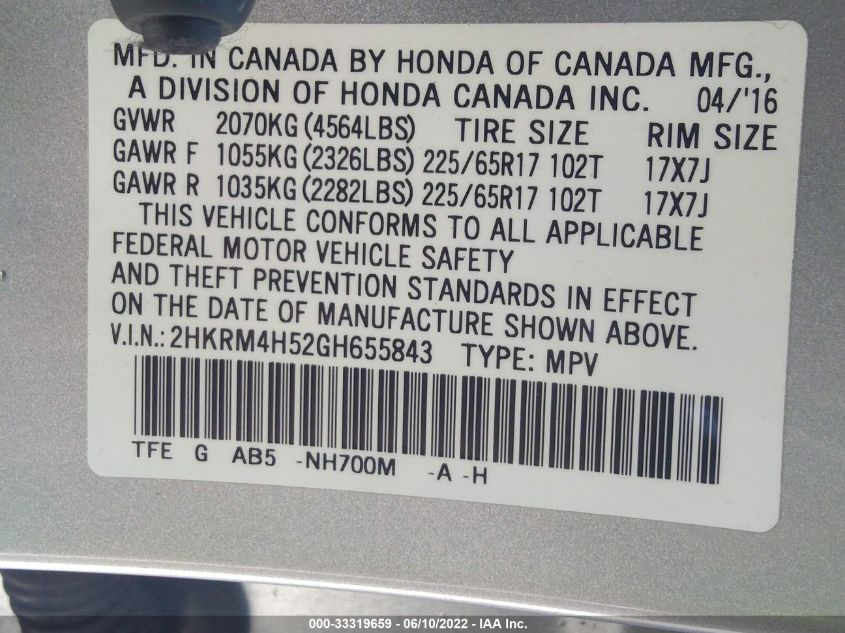 MFD. IN CANADA BY HONDA OF CANADA MFG.,
A DIVISION OF HONDA CANADA INC. 04/'16
GVWR 2070KG (4564LBS) TIRE SIZE RIM SIZE
GAWR F 1055KG (2326LBS) 225/65R17 102T 17X7J
GAWR R 1035KG (2282LBS) 225/65R17 102T 17X7J
THIS VEHICLE CONFORMS TO ALL APPLICABLE
FEDERAL MOTOR VEHICLE SAFETY
AND THEFT PREVENTION STANDARDS IN EFFECT
ON THE DATE OF MANUFACTURE SHOWN ABOVE.
V.I.N.: 2HKRM4H52GH655843 TYPE: MPV
TFE G AB5 -NH700M -A -H
000-33319659 - 06/10/2022 - IAA Inc.